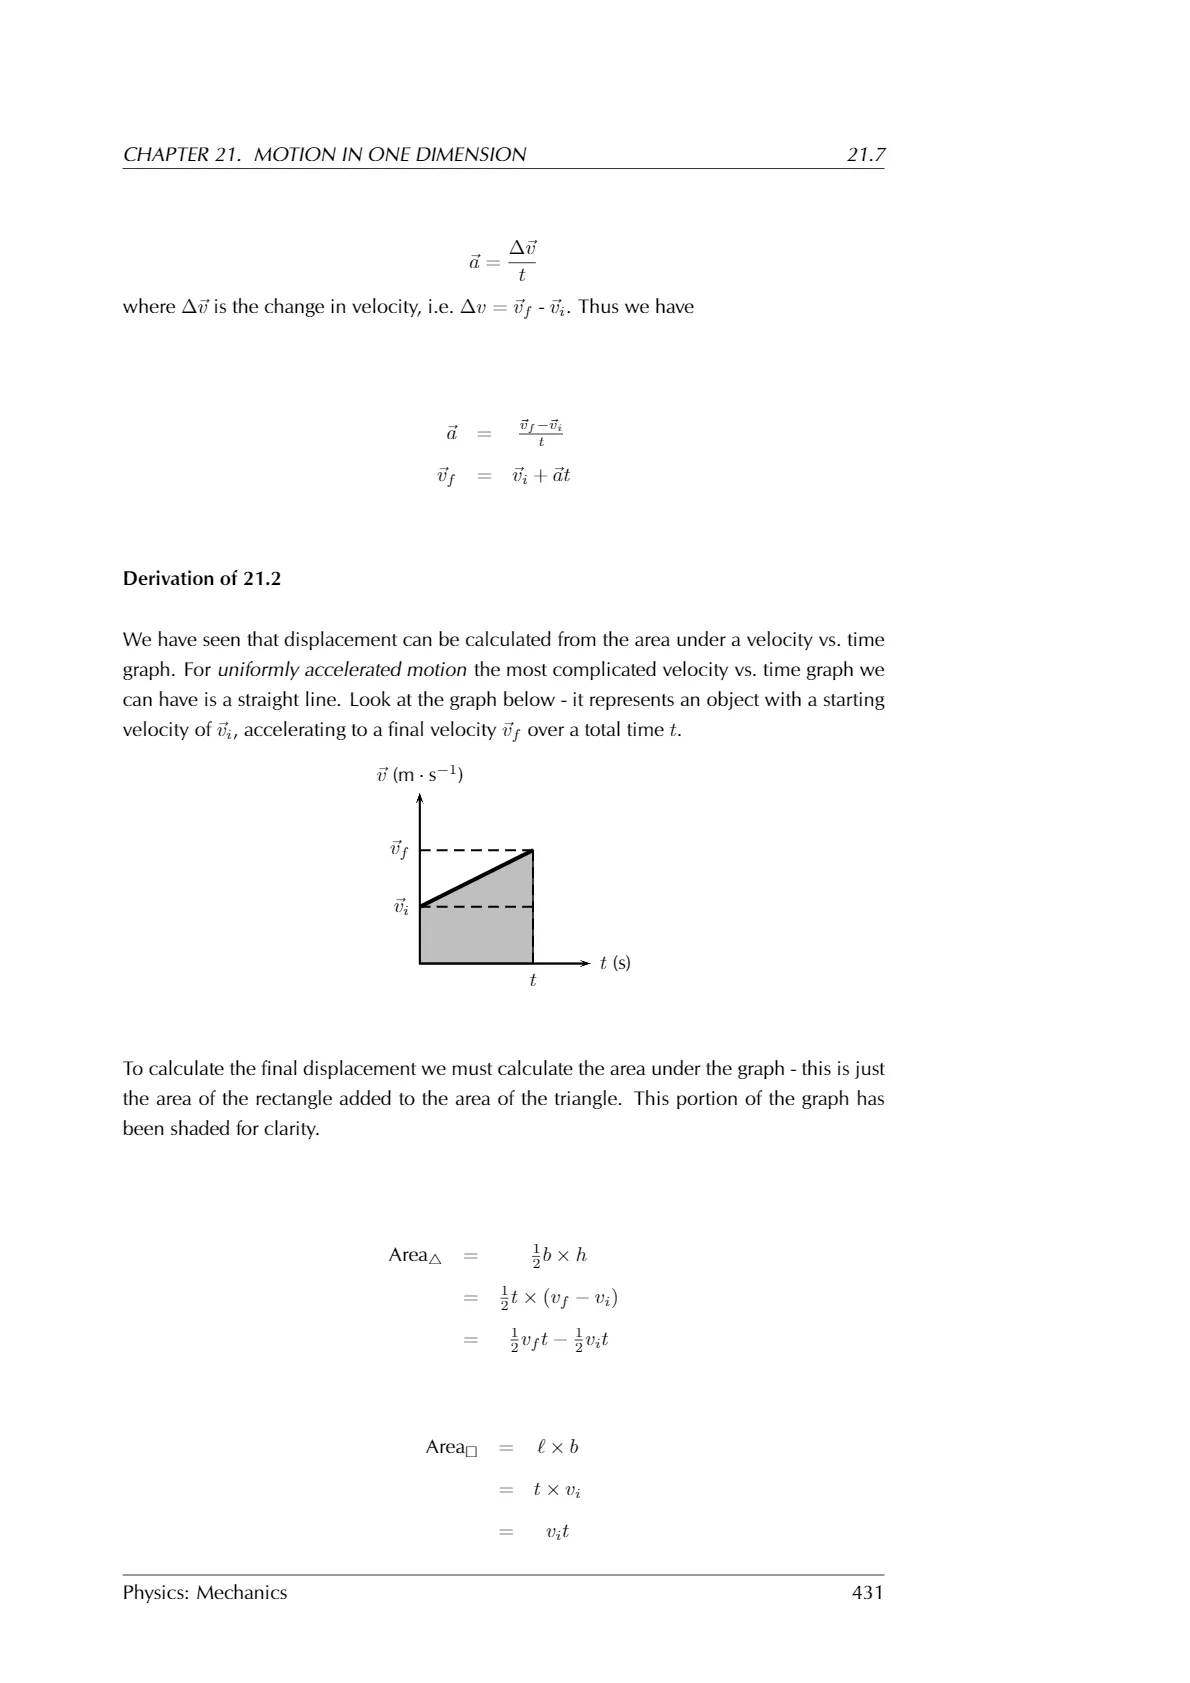 CHAPTER 21. MOTION IN ONE DIMENSION 21.7
$\vec{a} = \frac{\Delta\vec{v}}{t}$
where $\Delta\vec{v}$ is the change in velocity, i.e. $\Delta v = \vec{v}_f$ - $\vec{v}_i$. Thus we have
$\vec{a} = \frac{\vec{v}_f - \vec{v}_i}{t}$
$\vec{v}_f = \vec{v}_i + \vec{a}t$
Derivation of 21.2
We have seen that displacement can be calculated from the area under a velocity vs. time
graph. For uniformly accelerated motion the most complicated velocity vs. time graph we
can have is a straight line. Look at the graph below - it represents an object with a starting
velocity of $\vec{v}_i$, accelerating to a final velocity $\vec{v}_f$ over a total time $t$.
$\vec{v}$ (m · s$^{-1}$)
$\vec{v}_f$
$\vec{v}_i$
$t$ (s)
$t$
To calculate the final displacement we must calculate the area under the graph - this is just
the area of the rectangle added to the area of the triangle. This portion of the graph has
been shaded for clarity.
Area$_\triangle$ = $\frac{1}{2}b \times h$
= $\frac{1}{2}t \times (v_f - v_i)$
= $\frac{1}{2}v_f t - \frac{1}{2}v_i t$
Area$_\square$ = $\ell \times b$
= $t \times v_i$
= $v_i t$
Physics: Mechanics 431